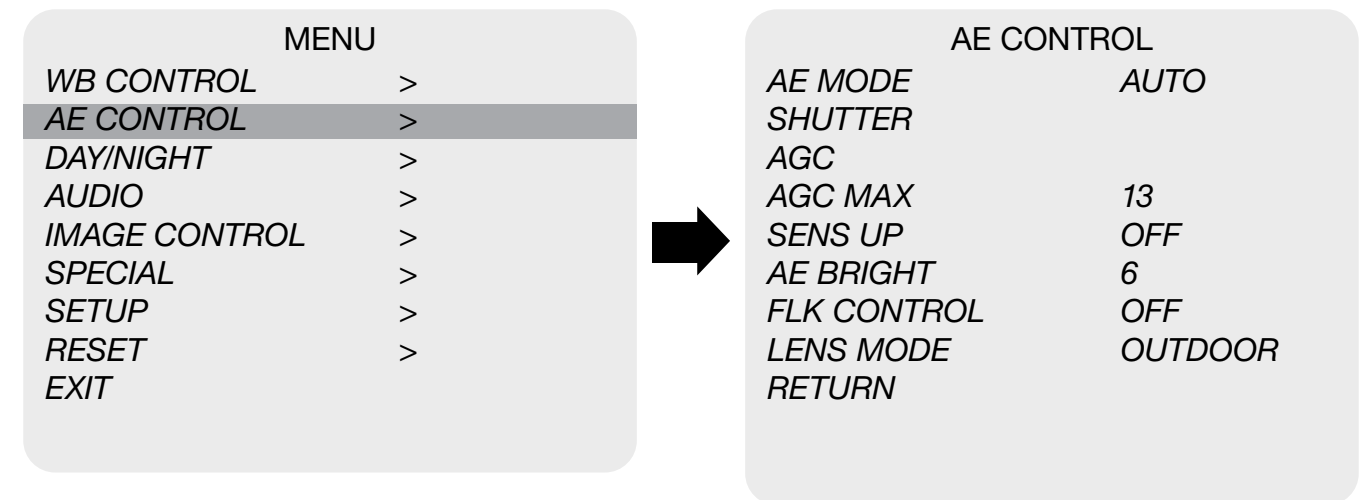 MENU
WB CONTROL >
AE CONTROL >
DAY/NIGHT >
AUDIO >
IMAGE CONTROL >
SPECIAL >
SETUP >
RESET >
EXIT
AE CONTROL
AE MODE AUTO
SHUTTER
AGC
AGC MAX 13
SENS UP OFF
AE BRIGHT 6
FLK CONTROL OFF
LENS MODE OUTDOOR
RETURN